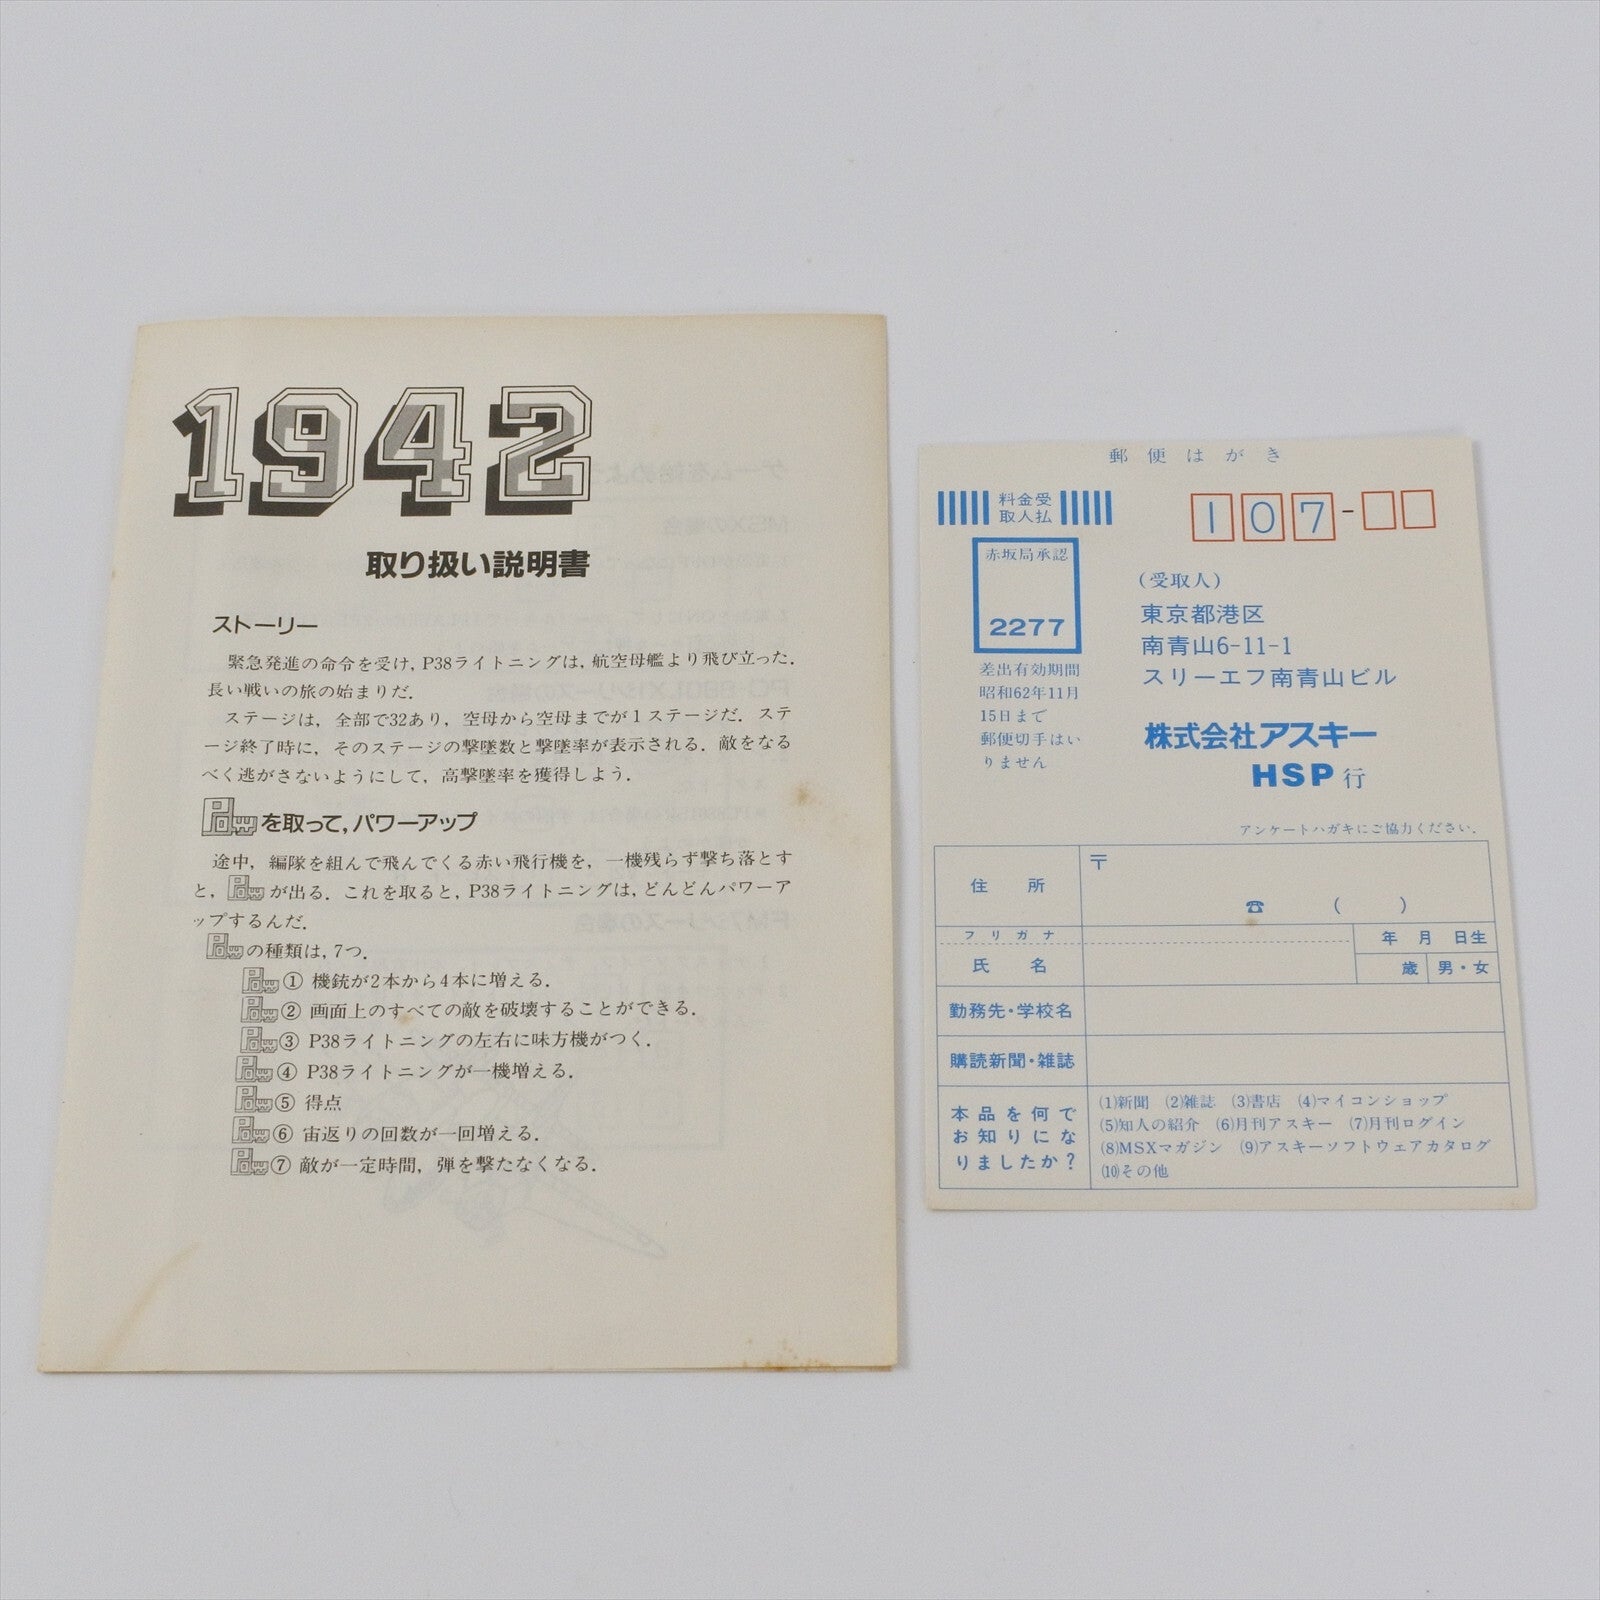 1942
取り扱い説明書
ストーリー
緊急発進の命令を受け,P38ライトニングは,航空母艦より飛び立った.
長い戦いの旅の始まりだ.
ステージは,全部で32あり,空母から空母までが1ステージだ.ステ
ージ終了時に,そのステージの撃墜数と撃墜率が表示される.敵をなる
べく逃がさないようにして,高撃墜率を獲得しよう.
Powを取って,パワーアップ
途中,編隊を組んで飛んでくる赤い飛行機を,一機残らず撃ち落とす
と,Powが出る.これを取ると,P38ライトニングは,どんどんパワーア
ップするんだ.
Powの種類は,7つ.
Pow① 機銃が2本から4本に増える.
Pow② 画面上のすべての敵を破壊することができる.
Pow③ P38ライトニングの左右に味方機がつく.
Pow④ P38ライトニングが一機増える.
Pow⑤ 得点
Pow⑥ 宙返りの回数が一回増える.
Pow⑦ 敵が一定時間,弾を撃たなくなる.
郵便はがき
料金受
取人払
107-
赤坂局承認
2277
差出有効期間
昭和62年11月
15日まで
郵便切手はい
りません
(受取人)
東京都港区
南青山6-11-1
スリーエフ南青山ビル
株式会社アスキー
HSP行
アンケートハガキにご協力ください.
住所
〒
☎ ( )
フリガナ
氏名
年 月 日生
歳 男・女
勤務先・学校名
購読新聞・雑誌
本品を何で
お知りにな
りましたか?
(1)新聞 (2)雑誌 (3)書店 (4)マイコンショップ
(5)知人の紹介 (6)月刊アスキー (7)月刊ログイン
(8)MSXマガジン (9)アスキーソフトウェアカタログ
(10)その他